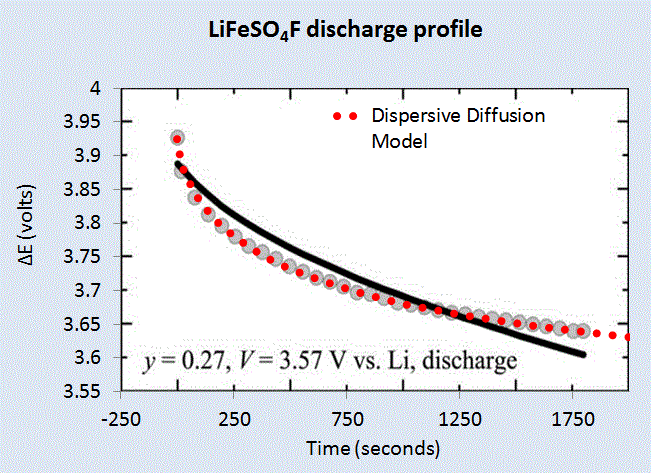 LiFeSO₄F discharge profile
4
3.95
3.9
3.85
3.8
3.75
3.7
3.65
3.6
3.55
ΔE (volts)
Dispersive Diffusion
Model
y = 0.27, V = 3.57 V vs. Li, discharge
-250 250 750 1250 1750
Time (seconds)